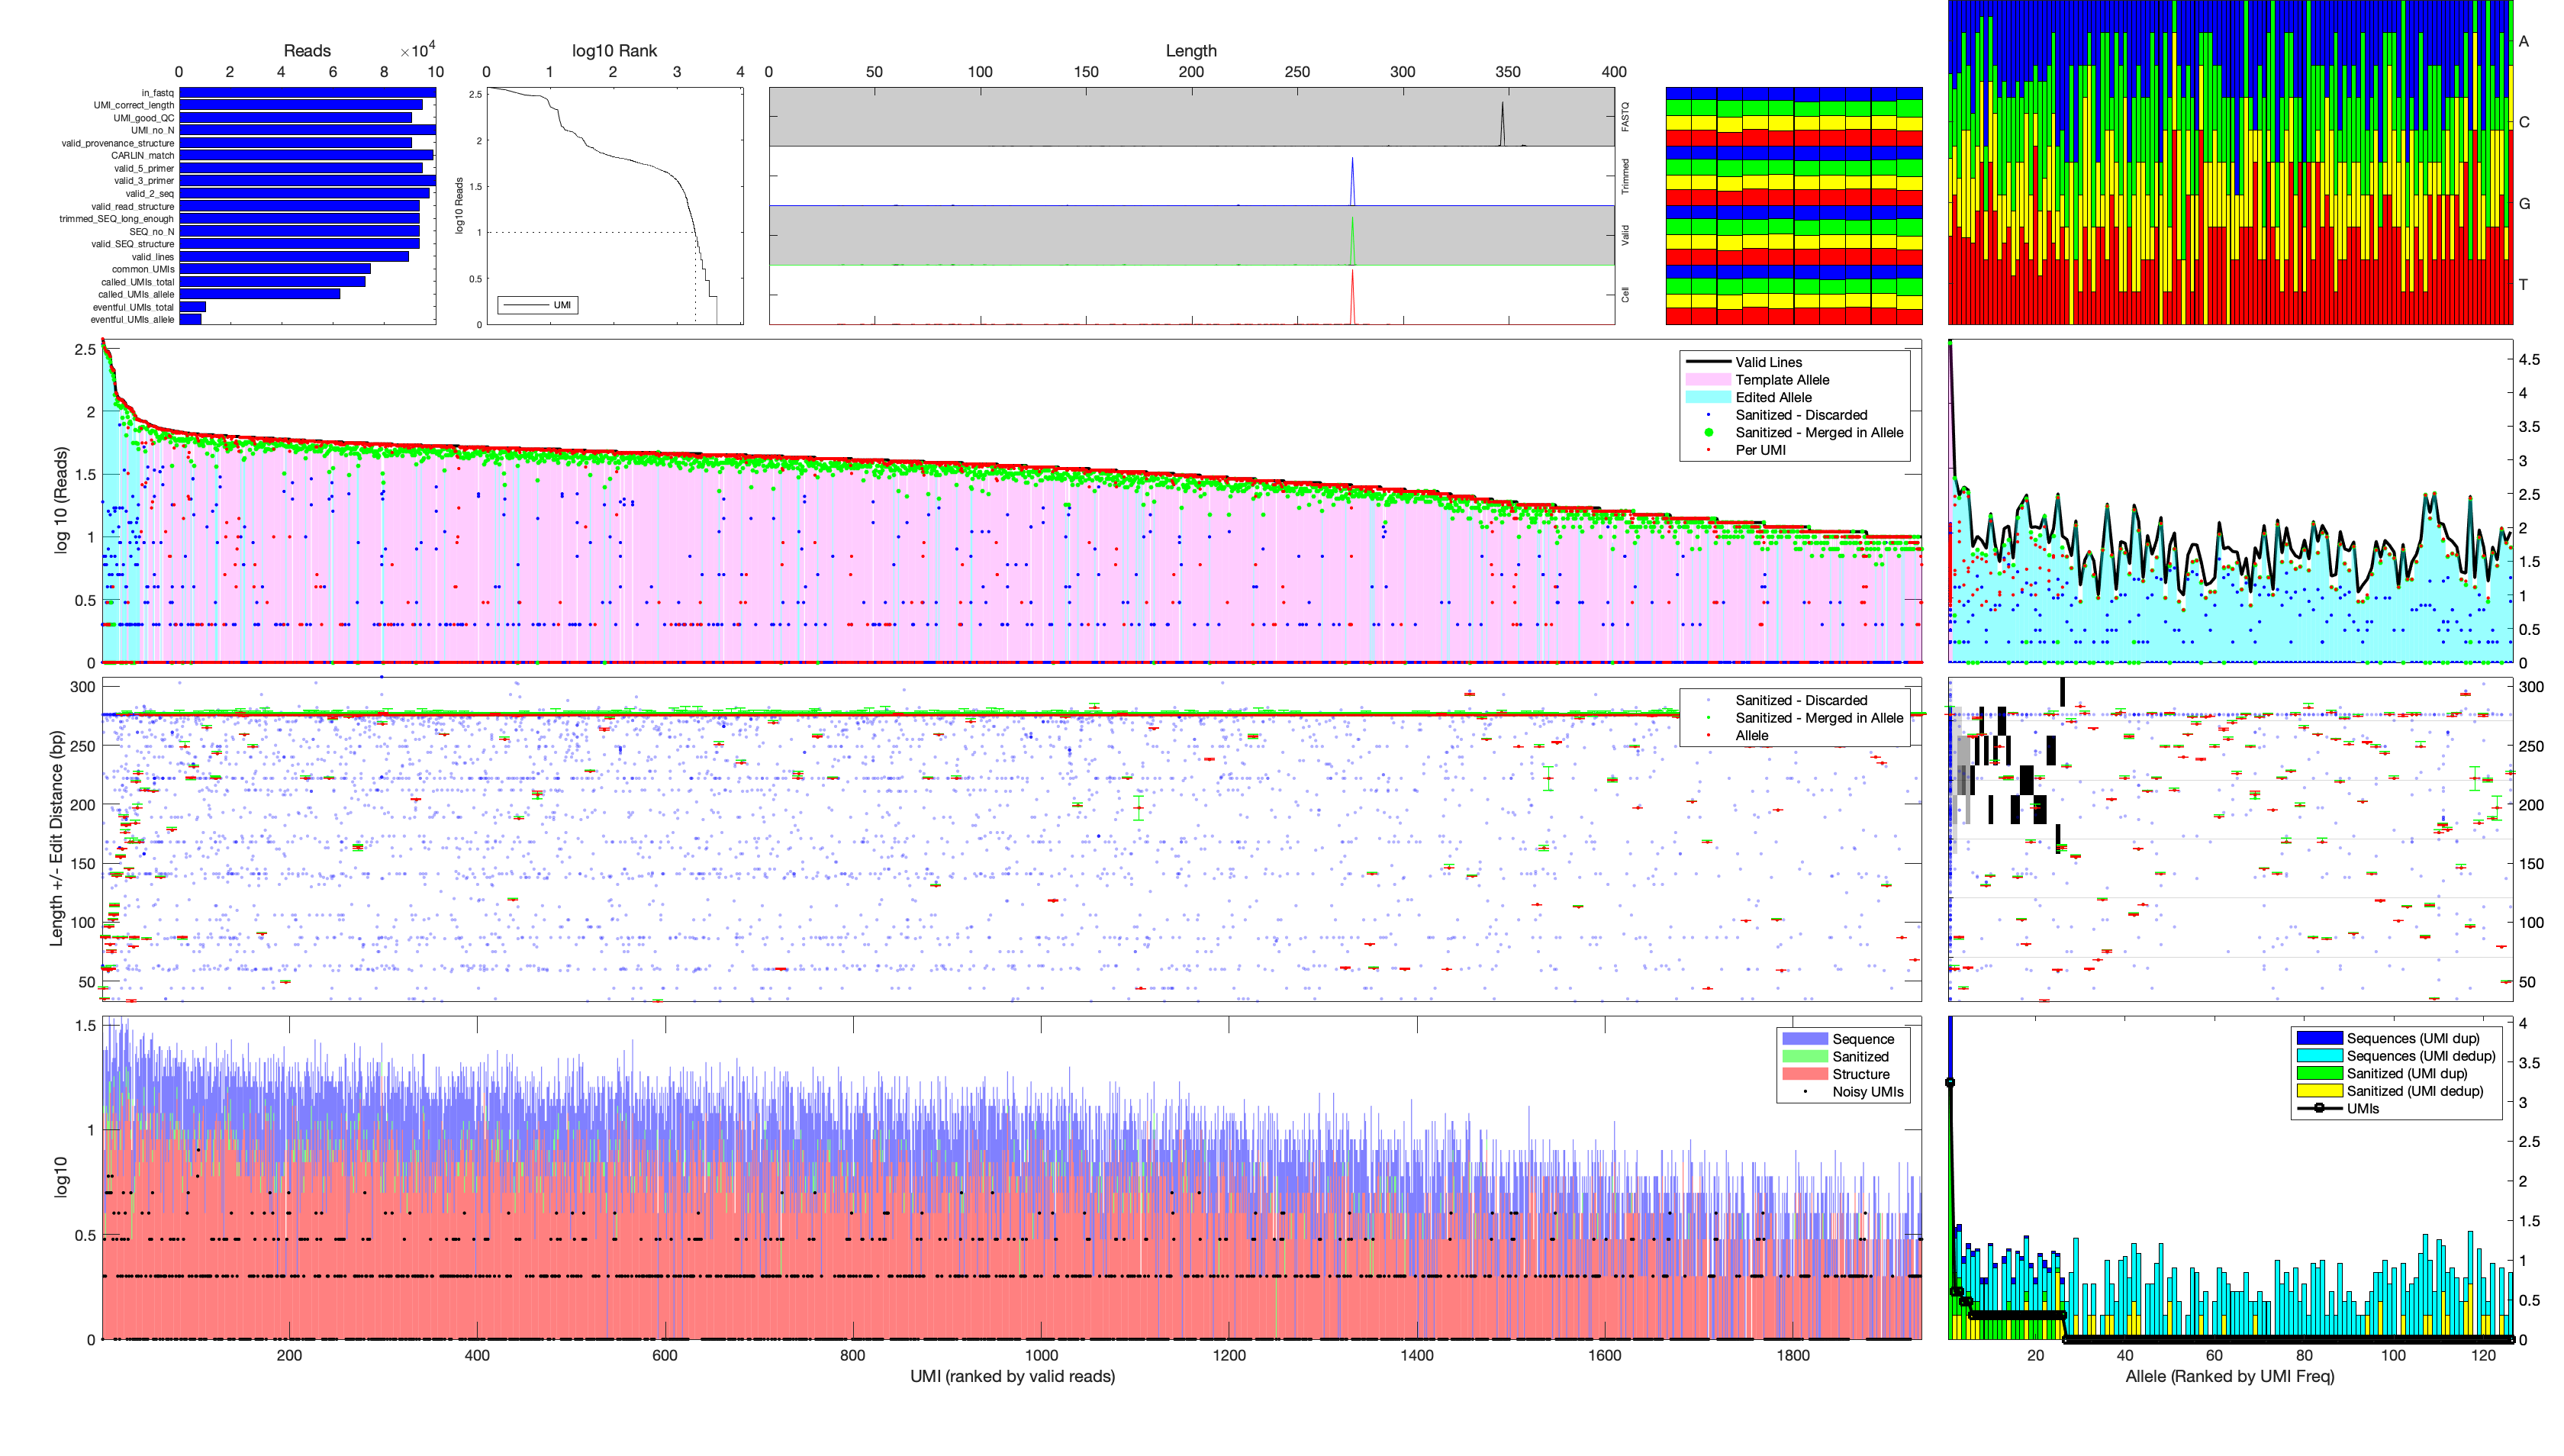 Reads
×10⁴
0 2 4 6 8 10
in_fastq
UMI_correct_length
UMI_good_QC
UMI_no_N
valid_provenance_structure
CARLIN_match
valid_5_primer
valid_3_primer
valid_2_seq
valid_read_structure
trimmed_SEQ_long_enough
SEQ_no_N
valid_SEQ_structure
valid_lines
common_UMIs
called_UMIs_total
called_UMIs_allele
eventful_UMIs_total
eventful_UMIs_allele
log10 Rank
0 1 2 3 4
log10 Reads
2.5
2
1.5
1
0.5
0
UMI
Length
0 50 100 150 200 250 300 350 400
FASTQ
Trimmed
Valid
Cell
A
C
G
T
log 10 (Reads)
2.5
2
1.5
1
0.5
0
Valid Lines
Template Allele
Edited Allele
Sanitized - Discarded
Sanitized - Merged in Allele
Per UMI
4.5
4
3.5
3
2.5
2
1.5
1
0.5
0
Length +/- Edit Distance (bp)
300
250
200
150
100
50
Sanitized - Discarded
Sanitized - Merged in Allele
Allele
300
250
200
150
100
50
log10
1.5
1
0.5
0
Sequence
Sanitized
Structure
Noisy UMIs
200 400 600 800 1000 1200 1400 1600 1800
UMI (ranked by valid reads)
Sequences (UMI dup)
Sequences (UMI dedup)
Sanitized (UMI dup)
Sanitized (UMI dedup)
UMIs
4
3.5
3
2.5
2
1.5
1
0.5
0
20 40 60 80 100 120
Allele (Ranked by UMI Freq)